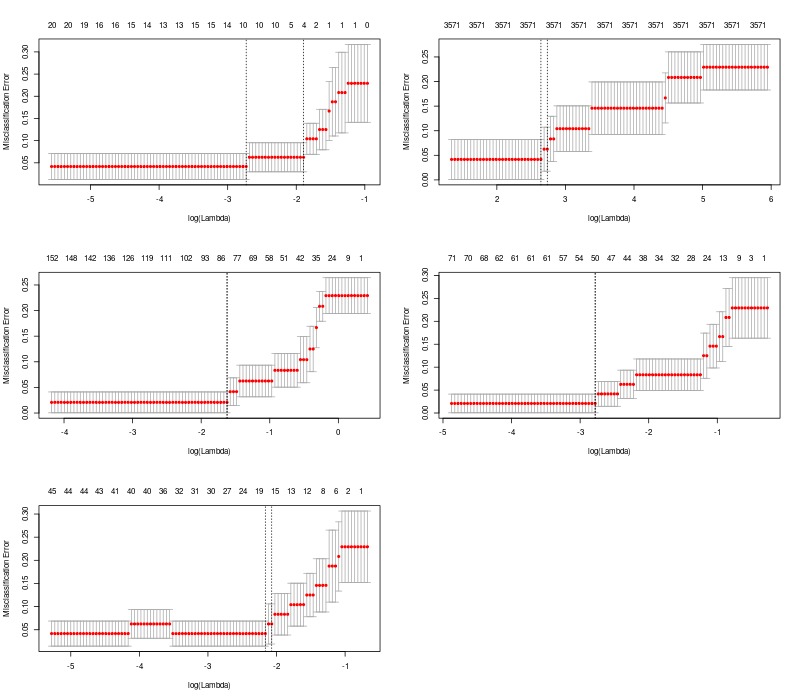 20 20 19 16 16 15 14 13 14 15 15 15 14 10 10 10 5 4 2 1 1 1 0
Misclassification Error
0.05 0.10 0.15 0.20 0.25 0.30
-5 -4 -3 -2 -1
log(Lambda)
3571 3571 3571 3571 3571 3571 3571 3571 3571 3571 3571 3571 3571
Misclassification Error
0.00 0.05 0.10 0.15 0.20 0.25
2 3 4 5 6
log(Lambda)
152 148 142 136 126 119 111 102 93 86 77 69 58 51 42 35 24 9 1
Misclassification Error
0.00 0.05 0.10 0.15 0.20 0.25
-4 -3 -2 -1 0
log(Lambda)
71 70 68 62 61 61 61 57 54 50 47 44 38 34 32 28 24 13 9 3 1
Misclassification Error
0.00 0.05 0.10 0.15 0.20 0.25 0.30
-5 -4 -3 -2 -1
log(Lambda)
45 44 44 43 41 40 40 36 32 31 30 27 24 19 15 13 12 8 6 2 1
Misclassification Error
0.05 0.10 0.15 0.20 0.25 0.30
-5 -4 -3 -2 -1
log(Lambda)